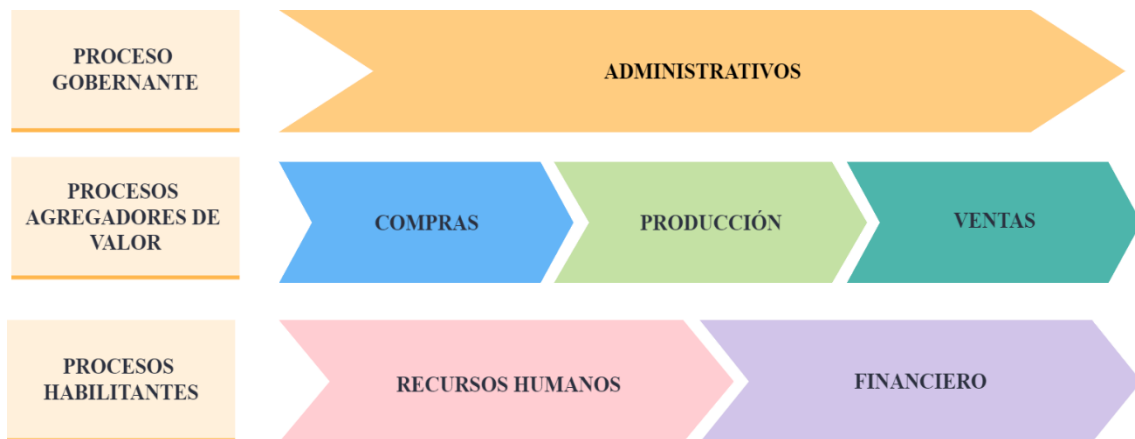 PROCESO
GOBERNANTE
ADMINISTRATIVOS
PROCESOS
AGREGADORES DE
VALOR
COMPRAS
PRODUCCIÓN
VENTAS
PROCESOS
HABILITANTES
RECURSOS HUMANOS
FINANCIERO